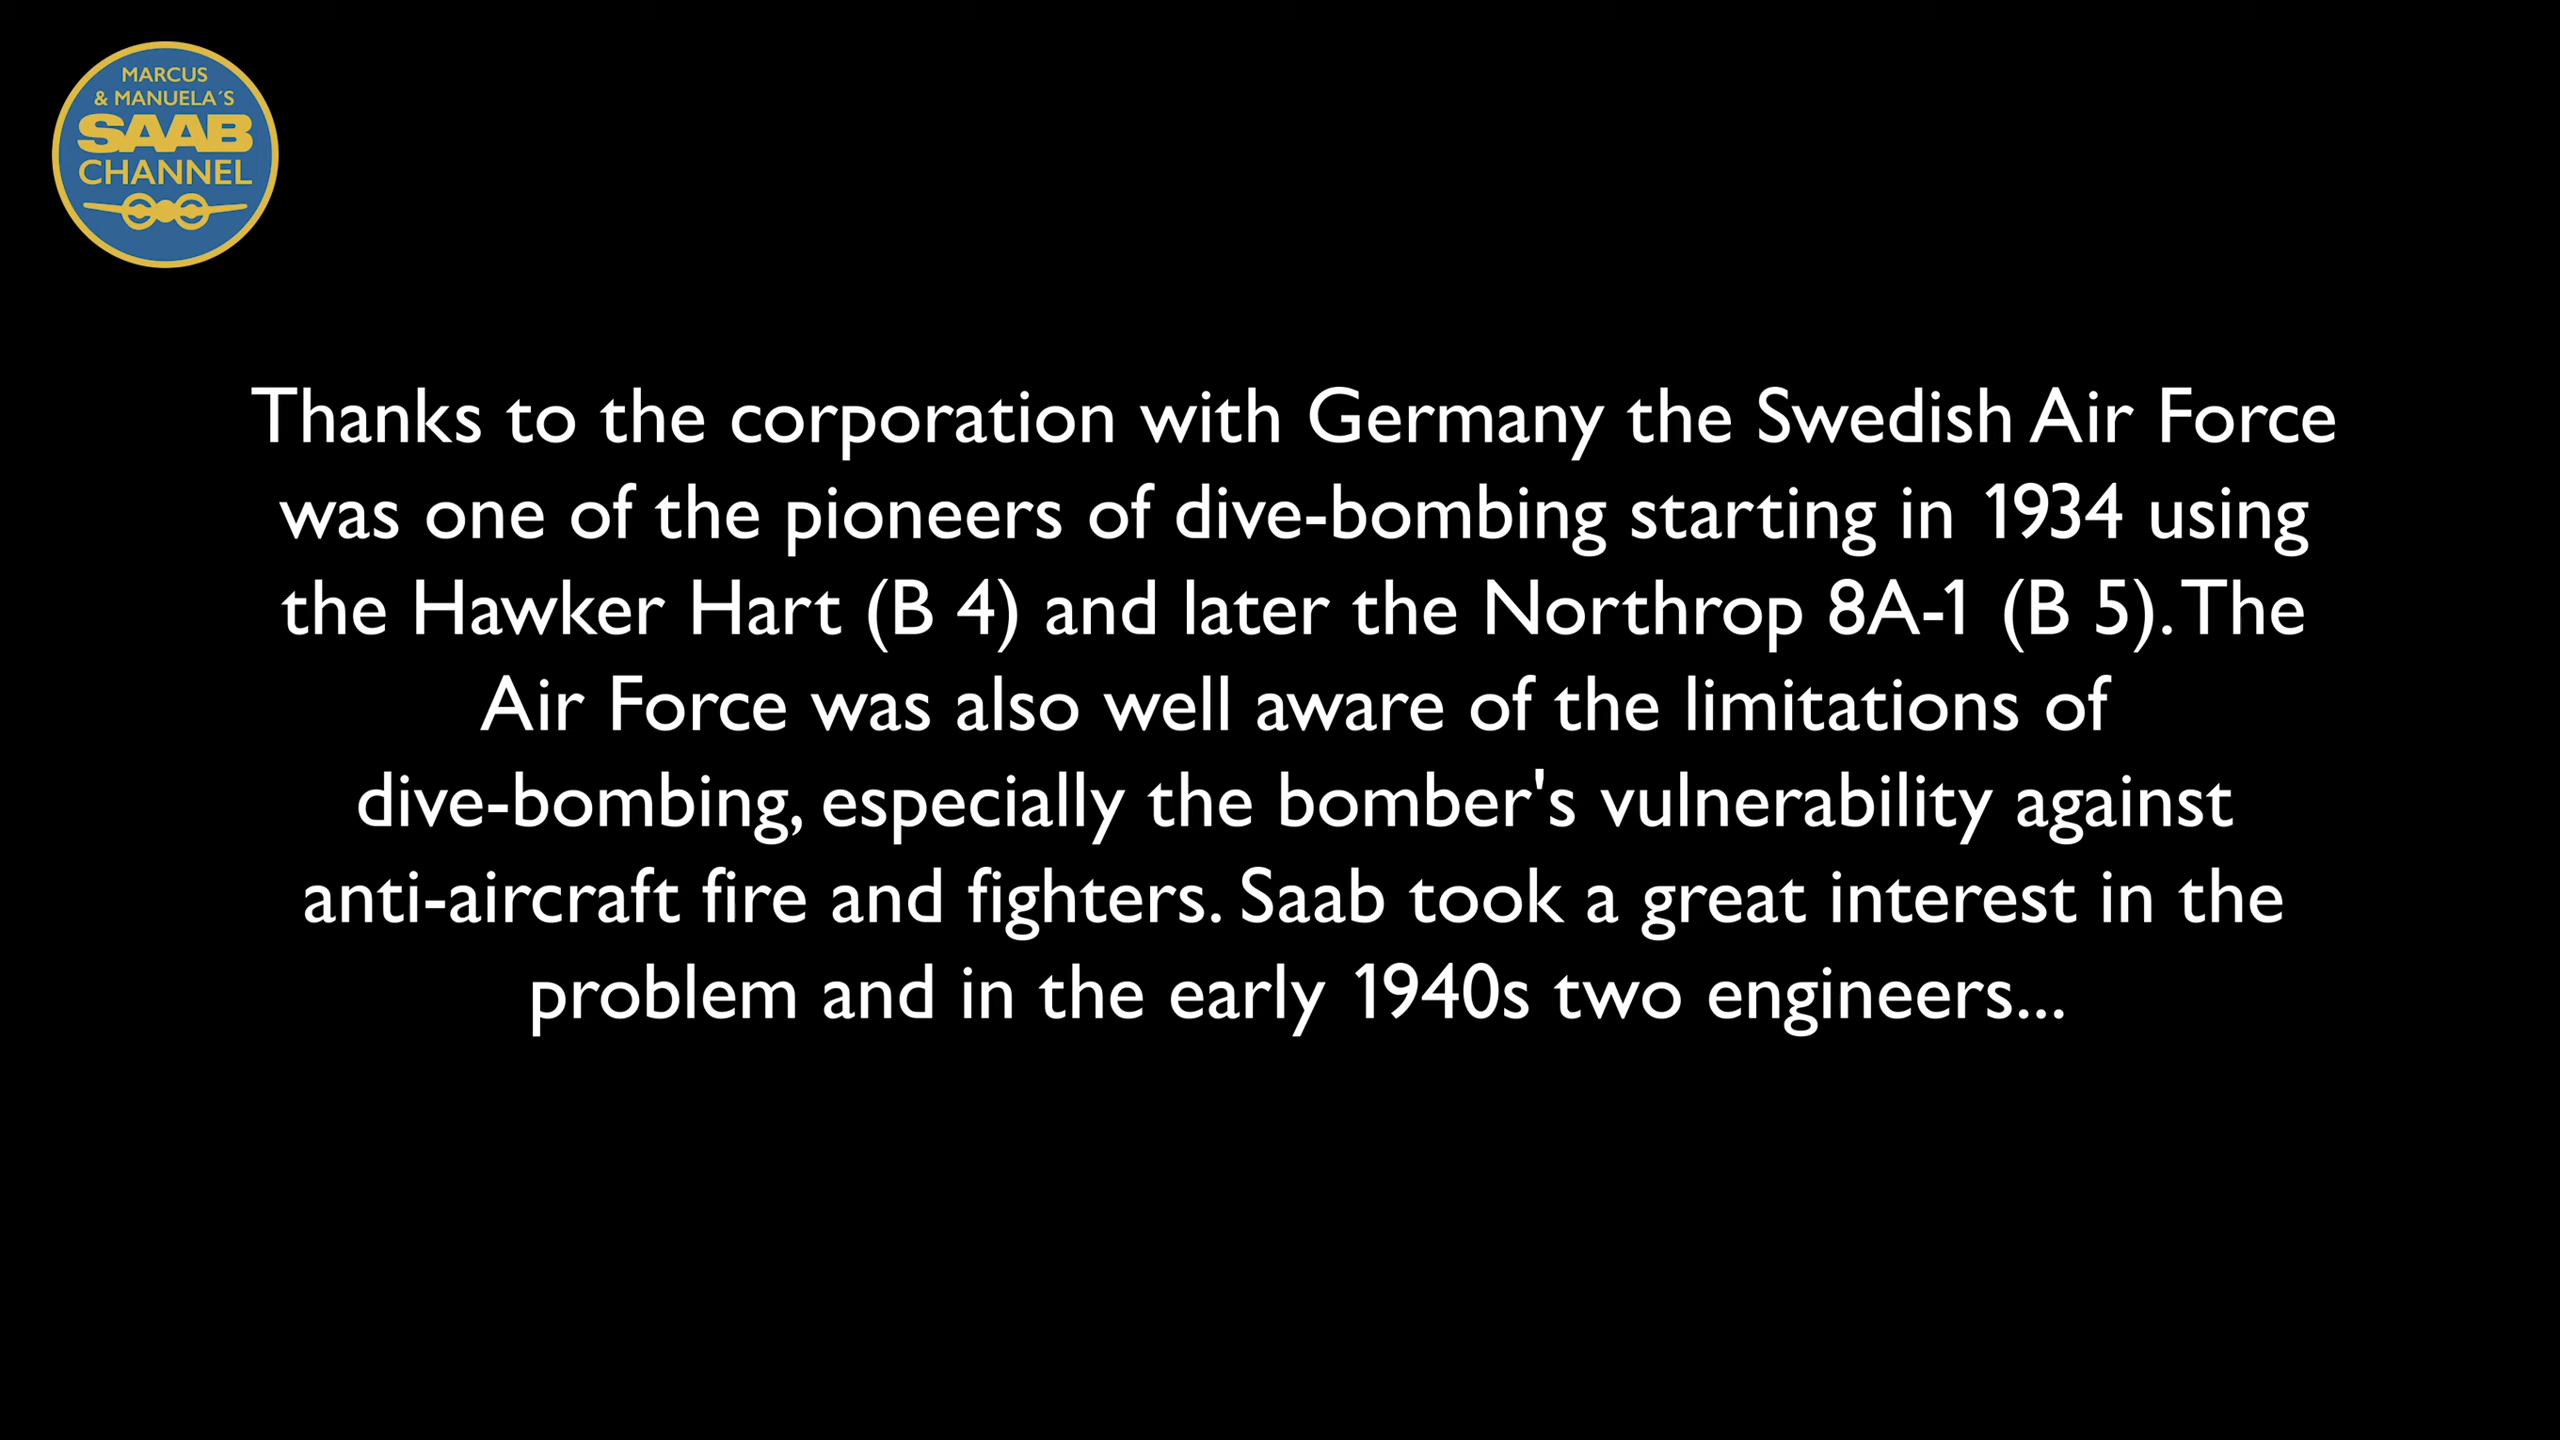 MARCUS
& MANUELA´S
SAAB
CHANNEL
Thanks to the corporation with Germany the Swedish Air Force
was one of the pioneers of dive-bombing starting in 1934 using
the Hawker Hart (B 4) and later the Northrop 8A-1 (B 5). The
Air Force was also well aware of the limitations of
dive-bombing, especially the bomber's vulnerability against
anti-aircraft fire and fighters. Saab took a great interest in the
problem and in the early 1940s two engineers...